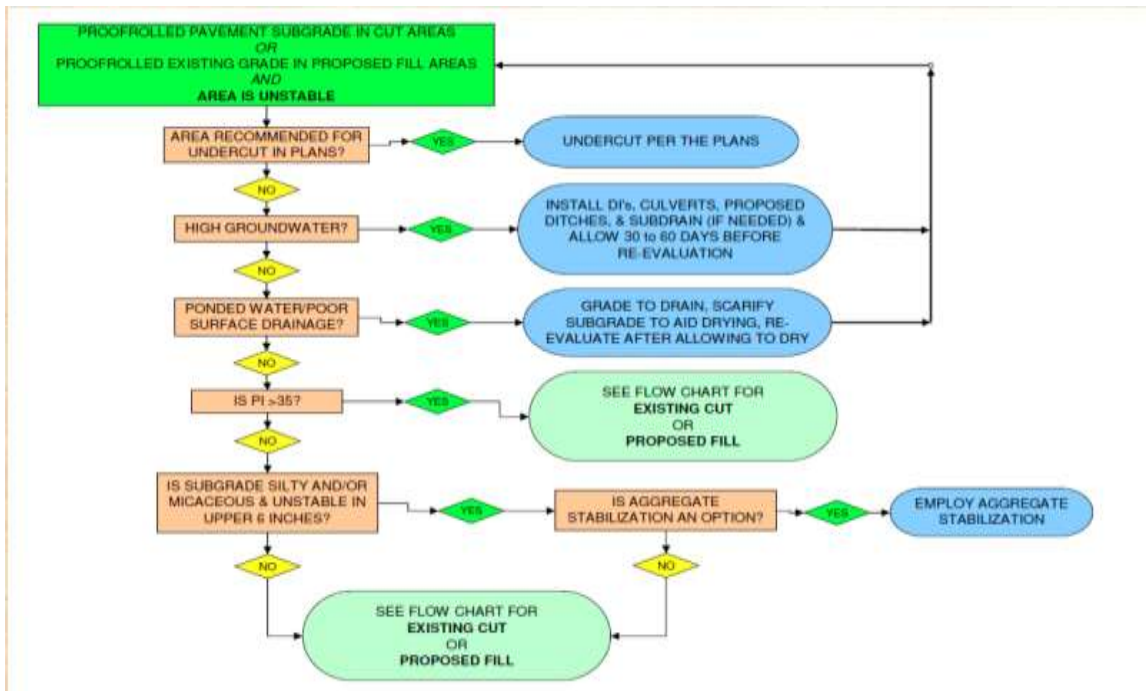 PROOFROLLED PAVEMENT SUBGRADE IN CUT AREAS
OR
PROOFROLLED EXISTING GRADE IN PROPOSED FILL AREAS
AND
AREA IS UNSTABLE
AREA RECOMMENDED FOR
UNDERCUT IN PLANS?
YES
UNDERCUT PER THE PLANS
NO
HIGH GROUNDWATER?
YES
INSTALL DI's, CULVERTS, PROPOSED
DITCHES, & SUBDRAIN (IF NEEDED) &
ALLOW 30 to 60 DAYS BEFORE
RE-EVALUATION
NO
PONDED WATER/POOR
SURFACE DRAINAGE?
YES
GRADE TO DRAIN, SCARIFY
SUBGRADE TO AID DRYING, RE-
EVALUATE AFTER ALLOWING TO DRY
NO
IS PI >35?
YES
SEE FLOW CHART FOR
EXISTING CUT
OR
PROPOSED FILL
NO
IS SUBGRADE SILTY AND/OR
MICACEOUS & UNSTABLE IN
UPPER 6 INCHES?
YES
IS AGGREGATE
STABILIZATION AN OPTION?
YES
EMPLOY AGGREGATE
STABILIZATION
NO
NO
SEE FLOW CHART FOR
EXISTING CUT
OR
PROPOSED FILL